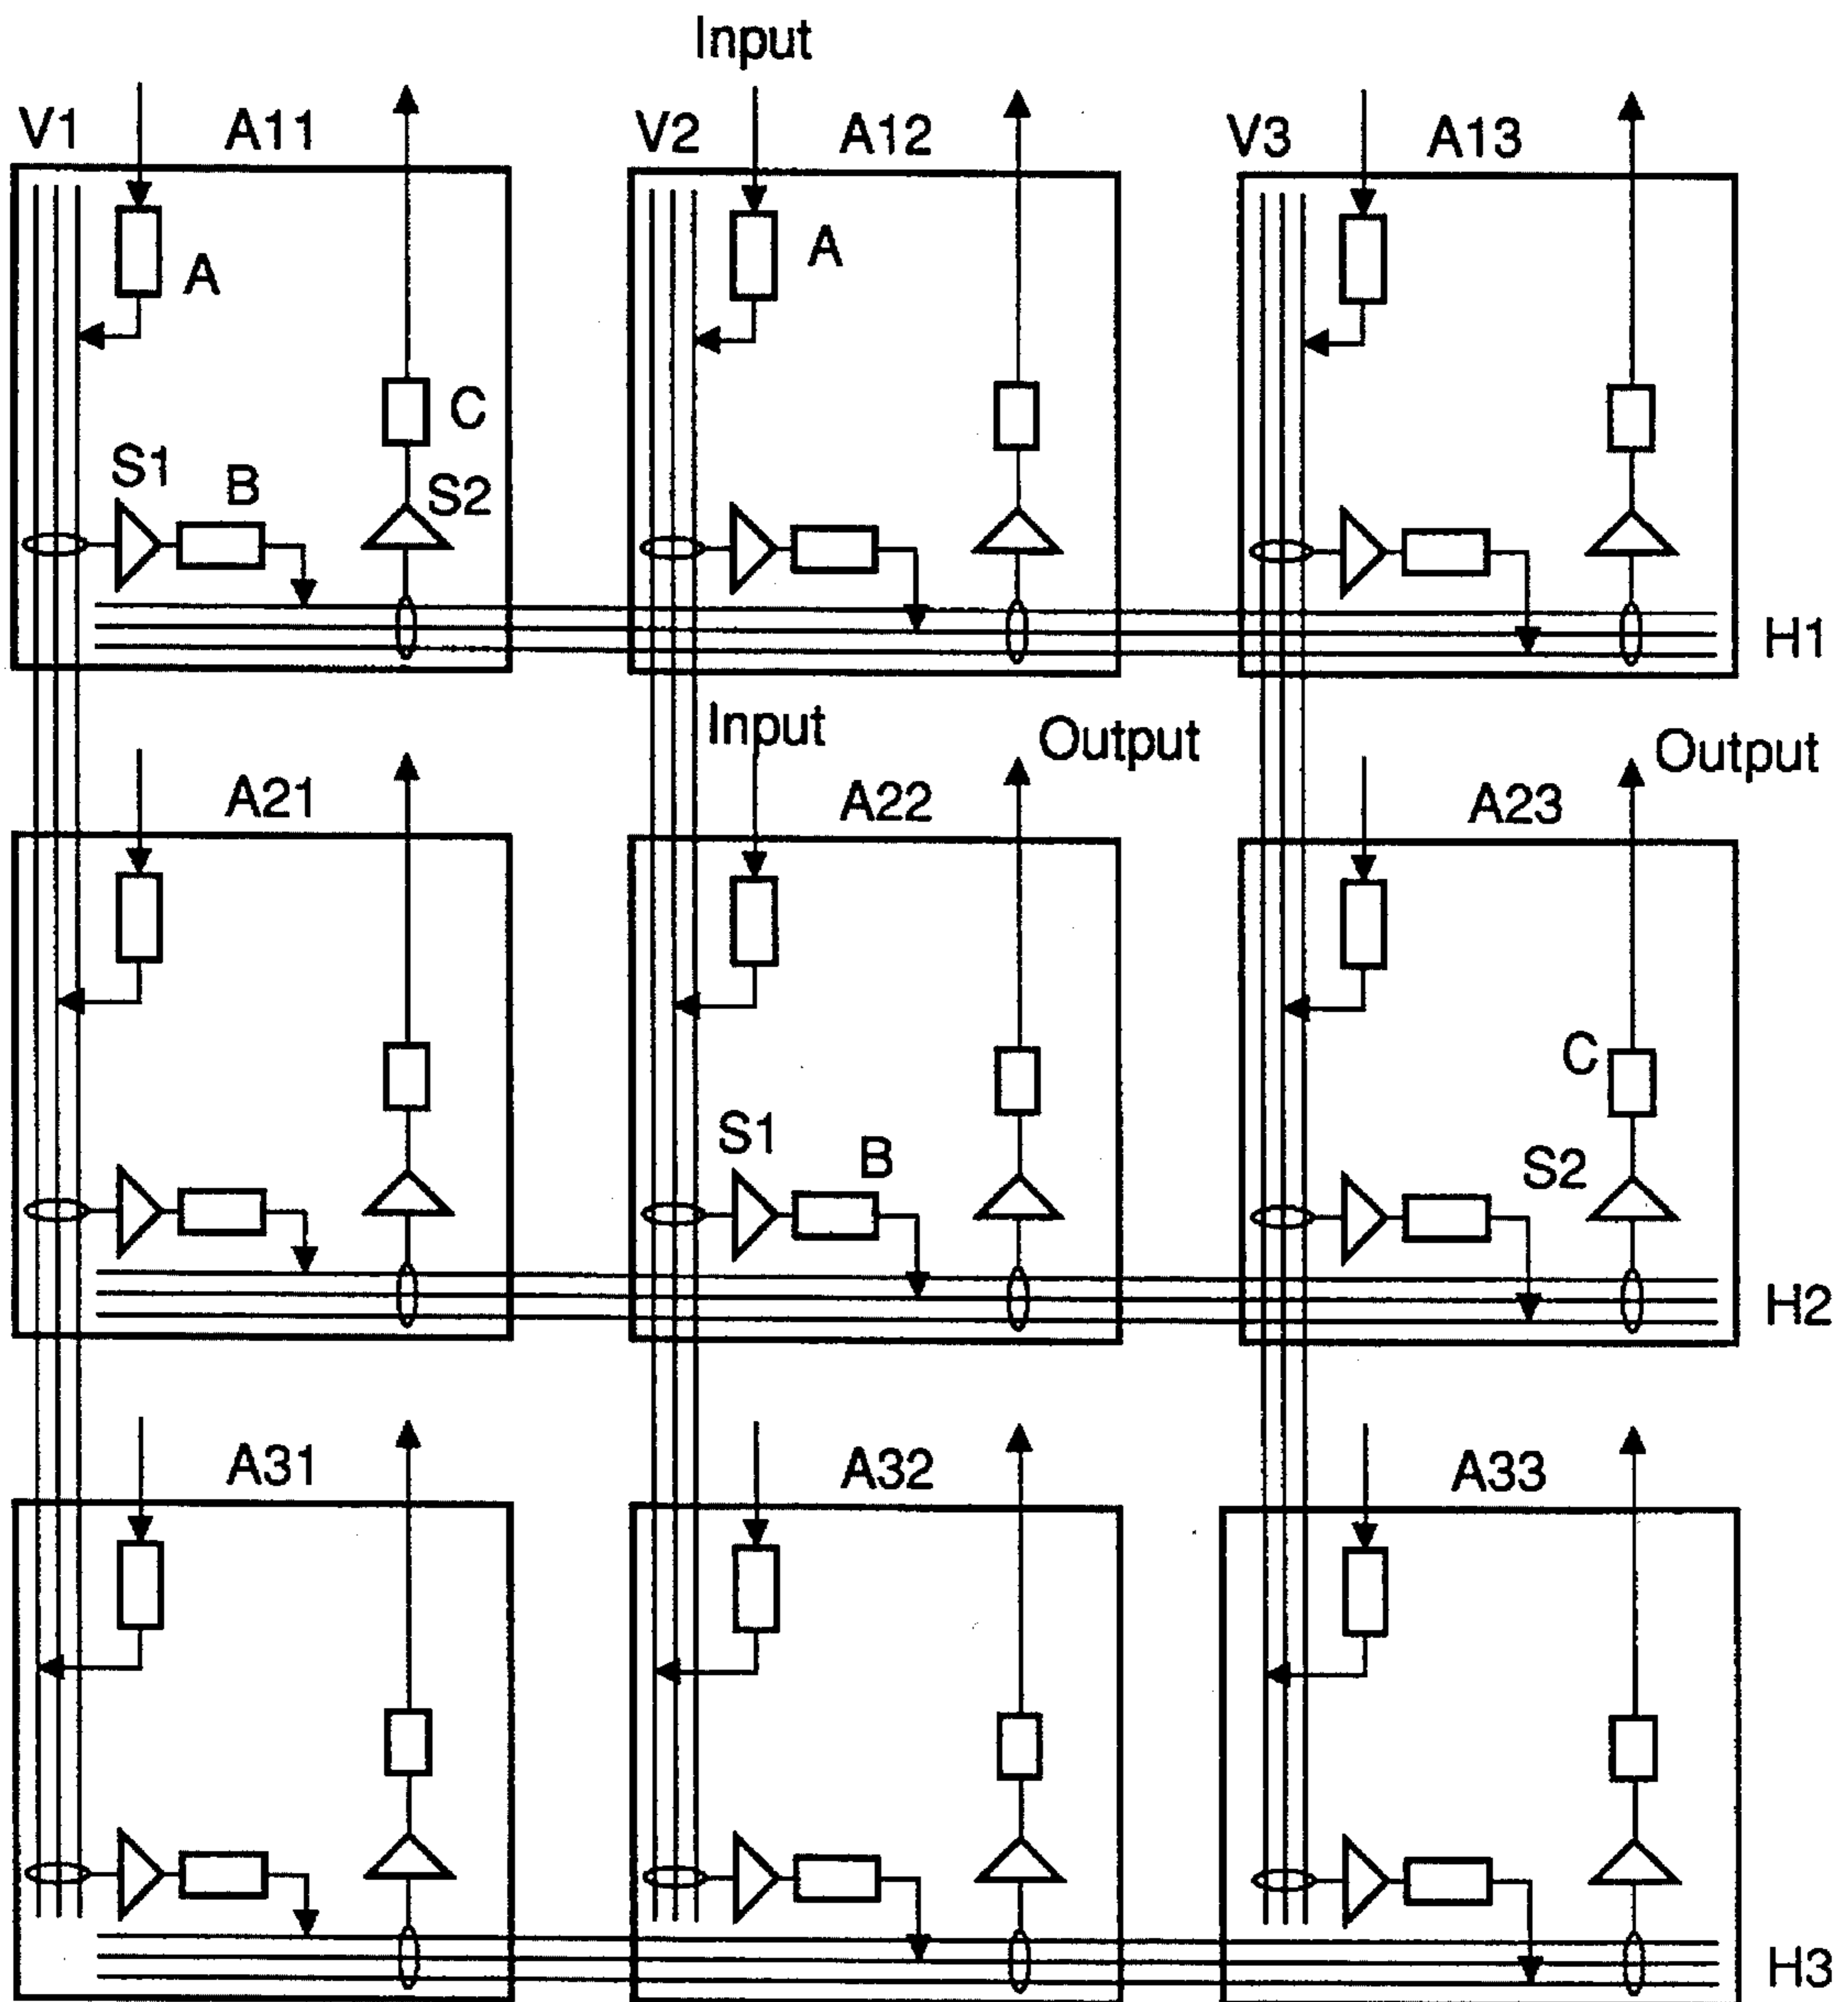 Input
V1 A11 V2 A12 V3 A13
A A
C
S1 B S2
H1
Input Output Output
A21 A22 A23
C
S1 B S2
H2
A31 A32 A33
H3